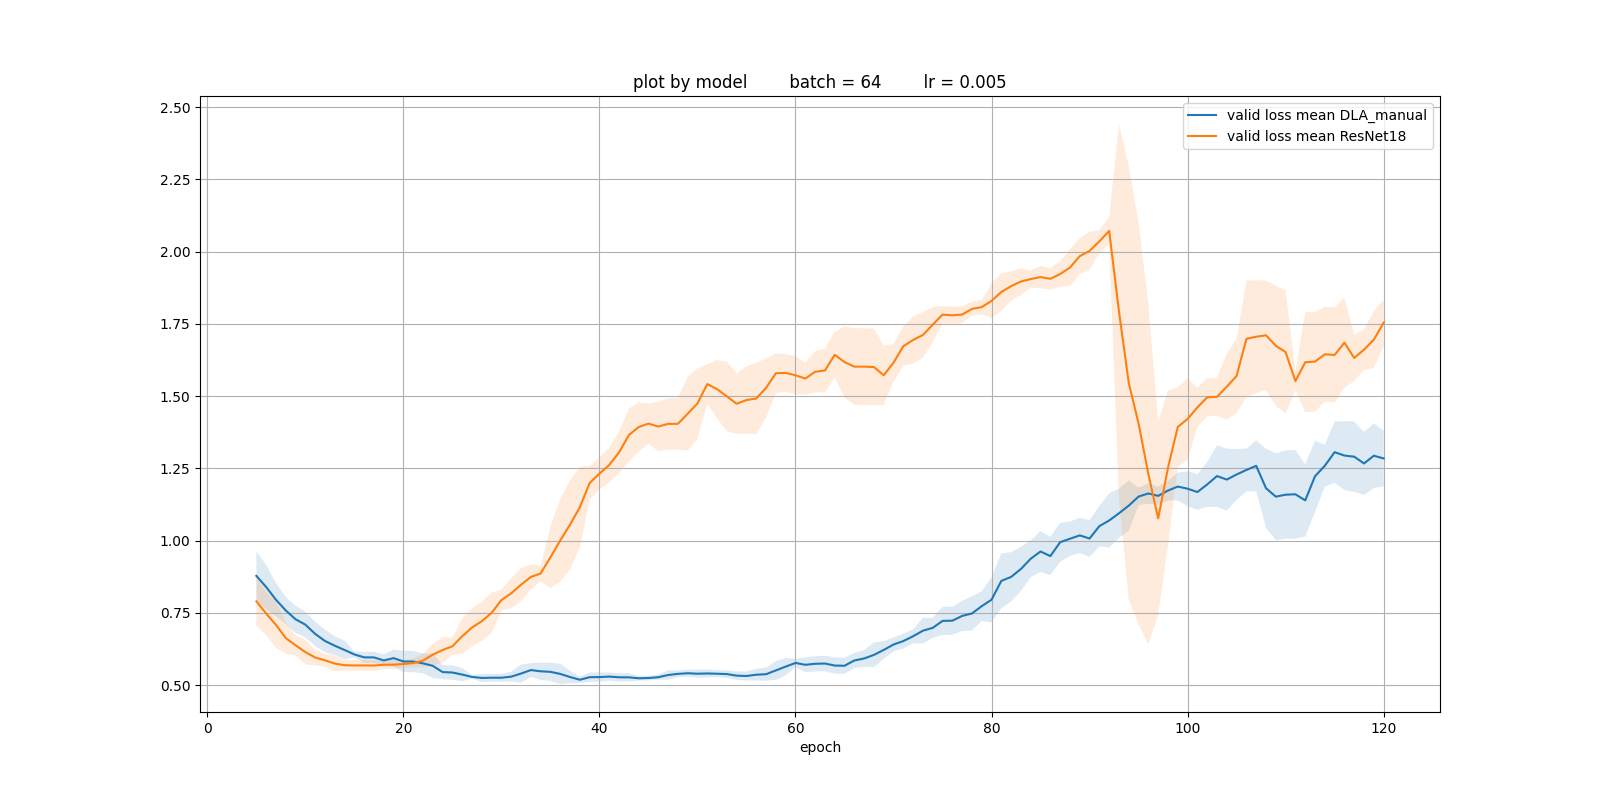 plot by model batch = 64 lr = 0.005
valid loss mean DLA_manual
valid loss mean ResNet18
2.50
2.25
2.00
1.75
1.50
1.25
1.00
0.75
0.50
0 20 40 60 80 100 120
epoch